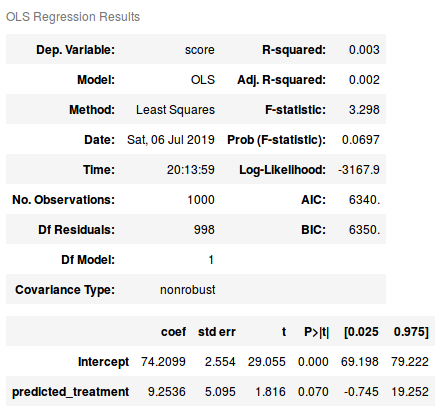 OLS Regression Results
Dep. Variable: score R-squared: 0.003
Model: OLS Adj. R-squared: 0.002
Method: Least Squares F-statistic: 3.298
Date: Sat, 06 Jul 2019 Prob (F-statistic): 0.0697
Time: 20:13:59 Log-Likelihood: -3167.9
No. Observations: 1000 AIC: 6340.
Df Residuals: 998 BIC: 6350.
Df Model: 1
Covariance Type: nonrobust
coef std err t P>|t| [0.025 0.975]
Intercept 74.2099 2.554 29.055 0.000 69.198 79.222
predicted_treatment 9.2536 5.095 1.816 0.070 -0.745 19.252